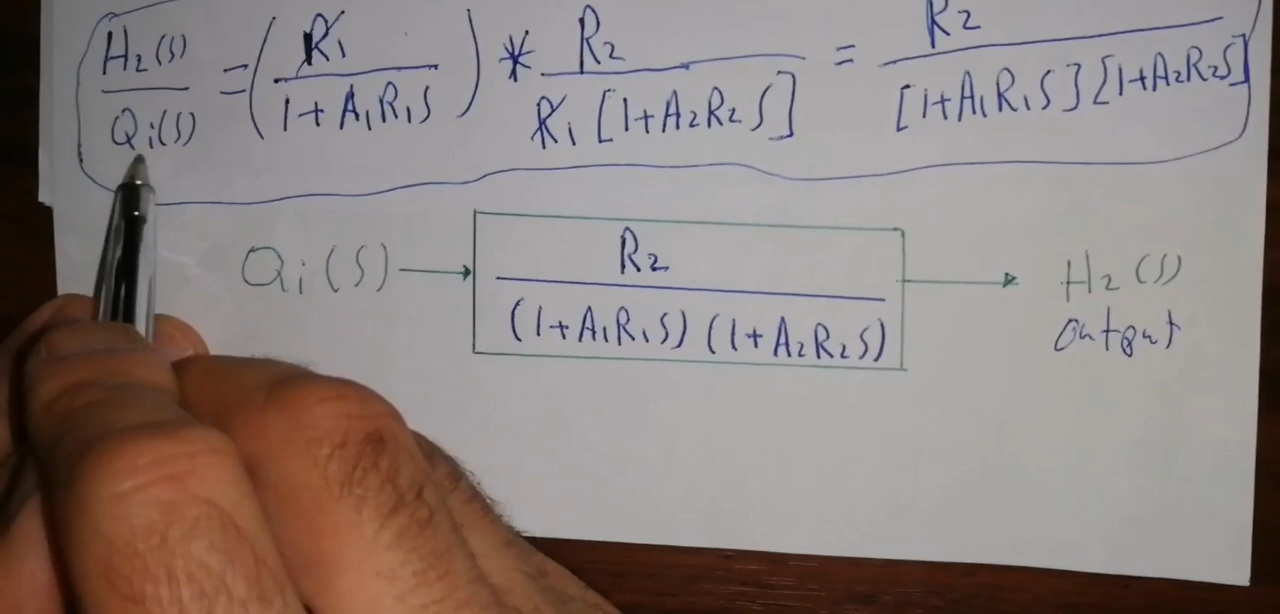 H₂(s)/Qᵢ(s) = (R₁/(1+A₁R₁S)) * R₂/(R₁[1+A₂R₂S]) = R₂/([1+A₁R₁S][1+A₂R₂S])
Qᵢ(S) → R₂/((1+A₁R₁S)(1+A₂R₂S)) → H₂(S)
output